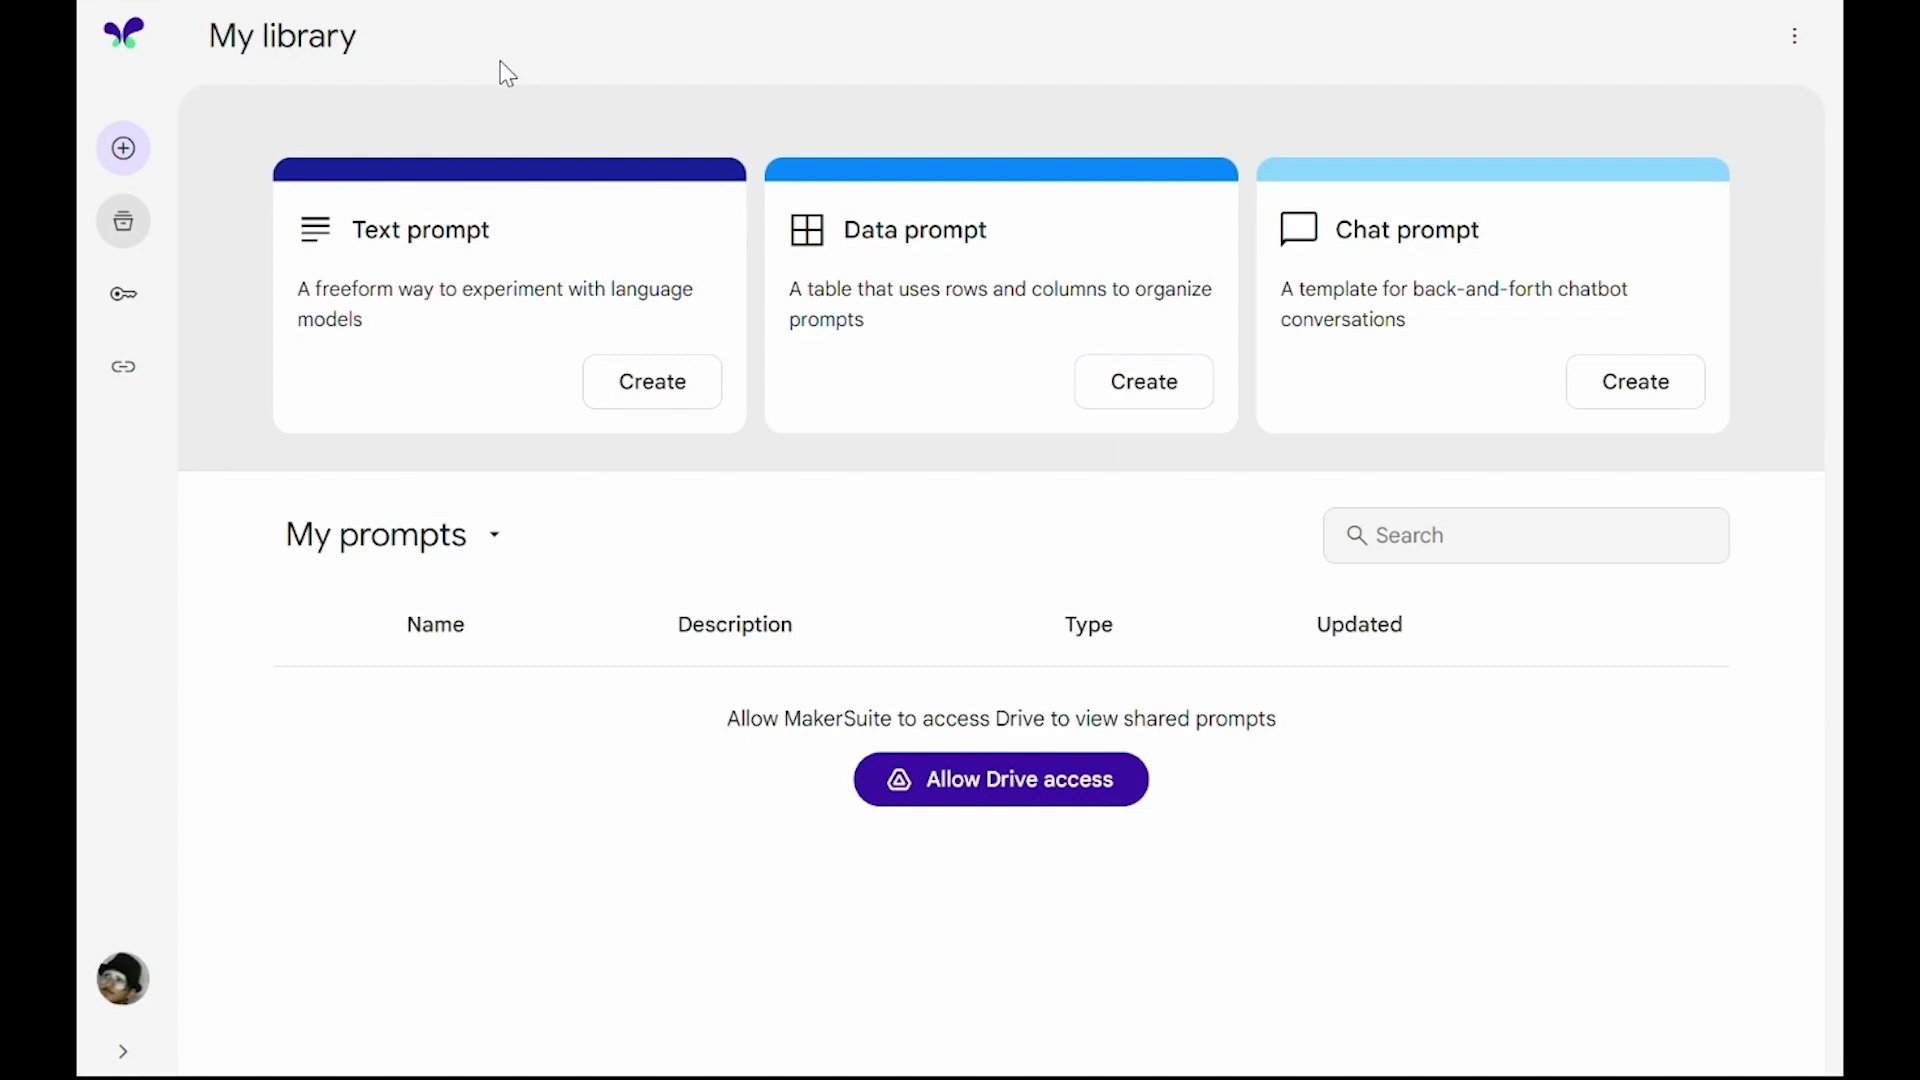 My library
Text prompt
A freeform way to experiment with language
models
Create
Data prompt
A table that uses rows and columns to organize
prompts
Create
Chat prompt
A template for back-and-forth chatbot
conversations
Create
My prompts
Search
Name Description Type Updated
Allow MakerSuite to access Drive to view shared prompts
Allow Drive access